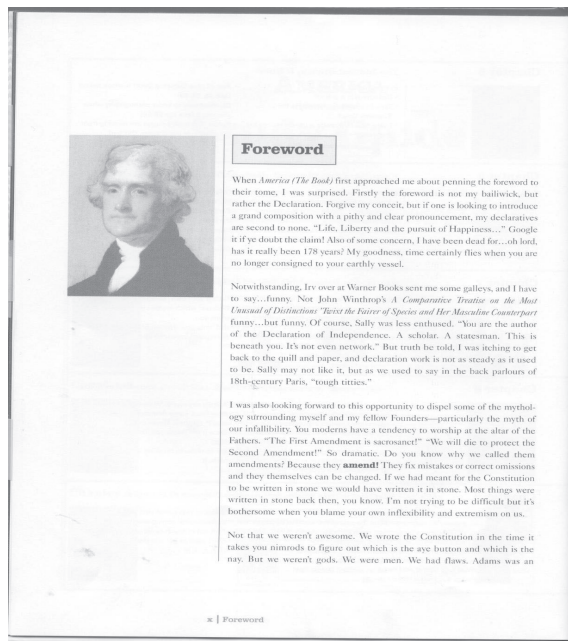 Foreword
When America (The Book) first approached me about penning the foreword to
their tome, I was surprised. Firstly the foreword is not my bailiwick, but
rather the Declaration. Forgive my conceit, but if one is looking to introduce
a grand composition with a pithy and clear pronouncement, my declaratives
are second to none. “Life, Liberty and the pursuit of Happiness…” Google
it if ye doubt the claim! Also of some concern, I have been dead for…oh lord,
has it really been 178 years? My goodness, time certainly flies when you are
no longer consigned to your earthly vessel.
Notwithstanding, Irv over at Warner Books sent me some galleys, and I have
to say…funny. Not John Winthrop’s A Comparative Treatise on the Most
Unusual of Distinctions ’Twixt the Fairer of Species and Her Masculine Counterpart
funny…but funny. Of course, Sally was less enthused. “You are the author
of the Declaration of Independence. A scholar. A statesman. This is
beneath you. It’s not even network.” But truth be told, I was itching to get
back to the quill and paper, and declaration work is not as steady as it used
to be. Sally may not like it, but as we used to say in the back parlours of
18th-century Paris, “tough titties.”
I was also looking forward to this opportunity to dispel some of the mythol-
ogy surrounding myself and my fellow Founders—particularly the myth of
our infallibility. You moderns have a tendency to worship at the altar of the
Fathers. “The First Amendment is sacrosanct!” “We will die to protect the
Second Amendment!” So dramatic. Do you know why we called them
amendments? Because they amend! They fix mistakes or correct omissions
and they themselves can be changed. If we had meant for the Constitution
to be written in stone we would have written it in stone. Most things were
written in stone back then, you know. I’m not trying to be difficult but it’s
bothersome when you blame your own inflexibility and extremism on us.
Not that we weren’t awesome. We wrote the Constitution in the time it
takes you nimrods to figure out which is the aye button and which is the
nay. But we weren’t gods. We were men. We had flaws. Adams was an
x | Foreword